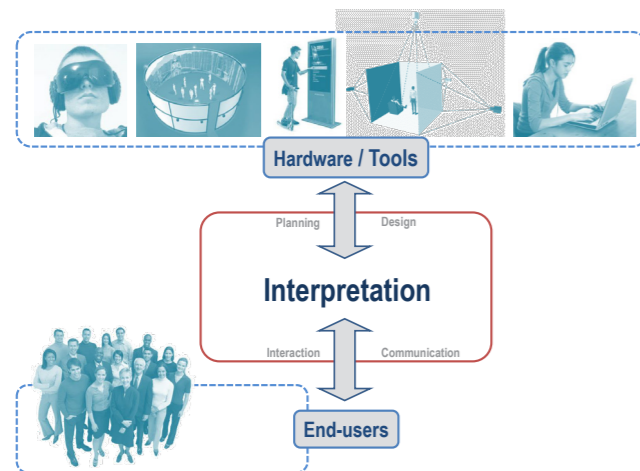 Hardware / Tools
Planning
Design
Interpretation
Interaction
Communication
End-users